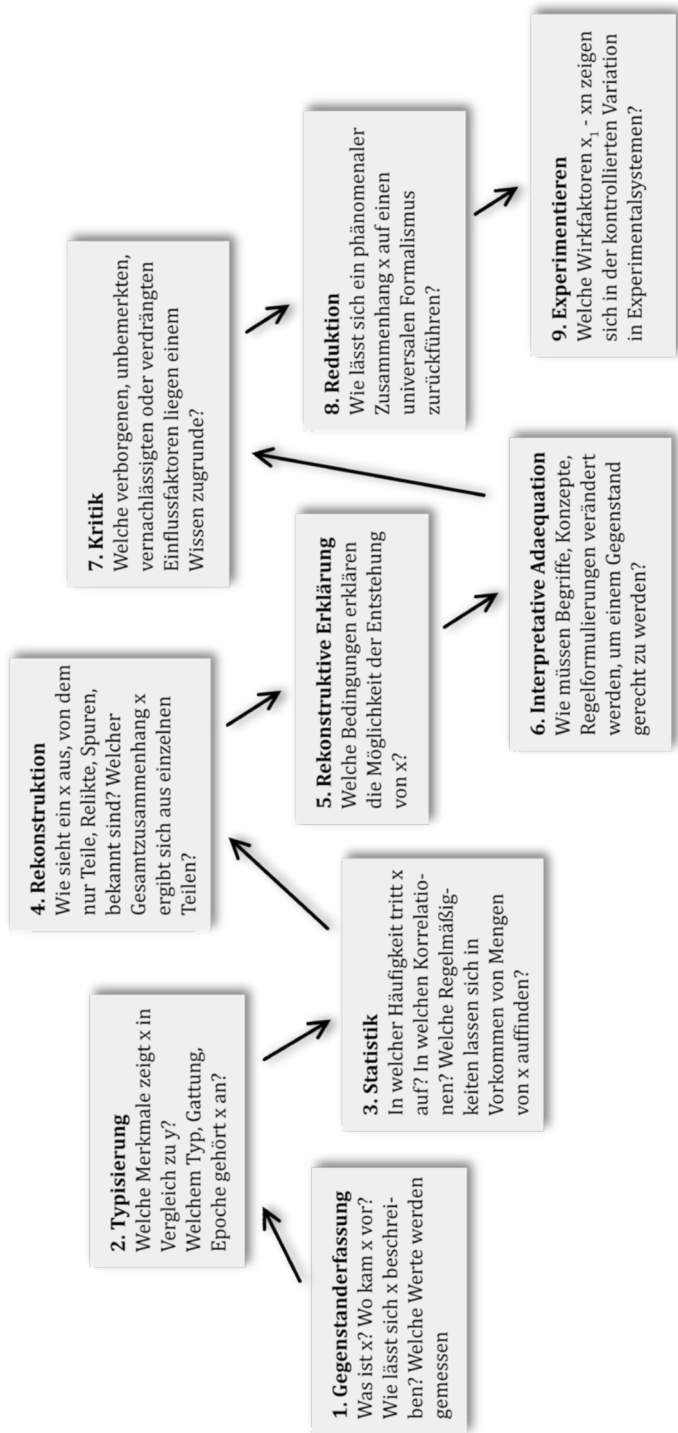 1. Gegenstanderfassung
Was ist x? Wo kam x vor?
Wie lässt sich x beschrei-
ben? Welche Werte werden
gemessen
2. Typisierung
Welche Merkmale zeigt x in
Vergleich zu y?
Welchem Typ, Gattung,
Epoche gehört x an?
3. Statistik
In welcher Häufigkeit tritt x
auf? In welchen Korrelatio-
nen? Welche Regelmäßig-
keiten lassen sich in
Vorkommen von Mengen
von x auffinden?
4. Rekonstruktion
Wie sieht ein x aus, von dem
nur Teile, Relikte, Spuren,
bekannt sind? Welcher
Gesamtzusammenhang x
ergibt sich aus einzelnen
Teilen?
5. Rekonstruktive Erklärung
Welche Bedingungen erklären
die Möglichkeit der Entstehung
von x?
6. Interpretative Adaequation
Wie müssen Begriffe, Konzepte,
Regelformulierungen verändert
werden, um einem Gegenstand
gerecht zu werden?
7. Kritik
Welche verborgenen, unbemerkten,
vernachlässigten oder verdrängten
Einflussfaktoren liegen einem
Wissen zugrunde?
8. Reduktion
Wie lässt sich ein phänomenaler
Zusammenhang x auf einen
universalen Formalismus
zurückführen?
9. Experimentieren
Welche Wirkfaktoren x₁ - xn zeigen
sich in der kontrollierten Variation
in Experimentalsystemen?